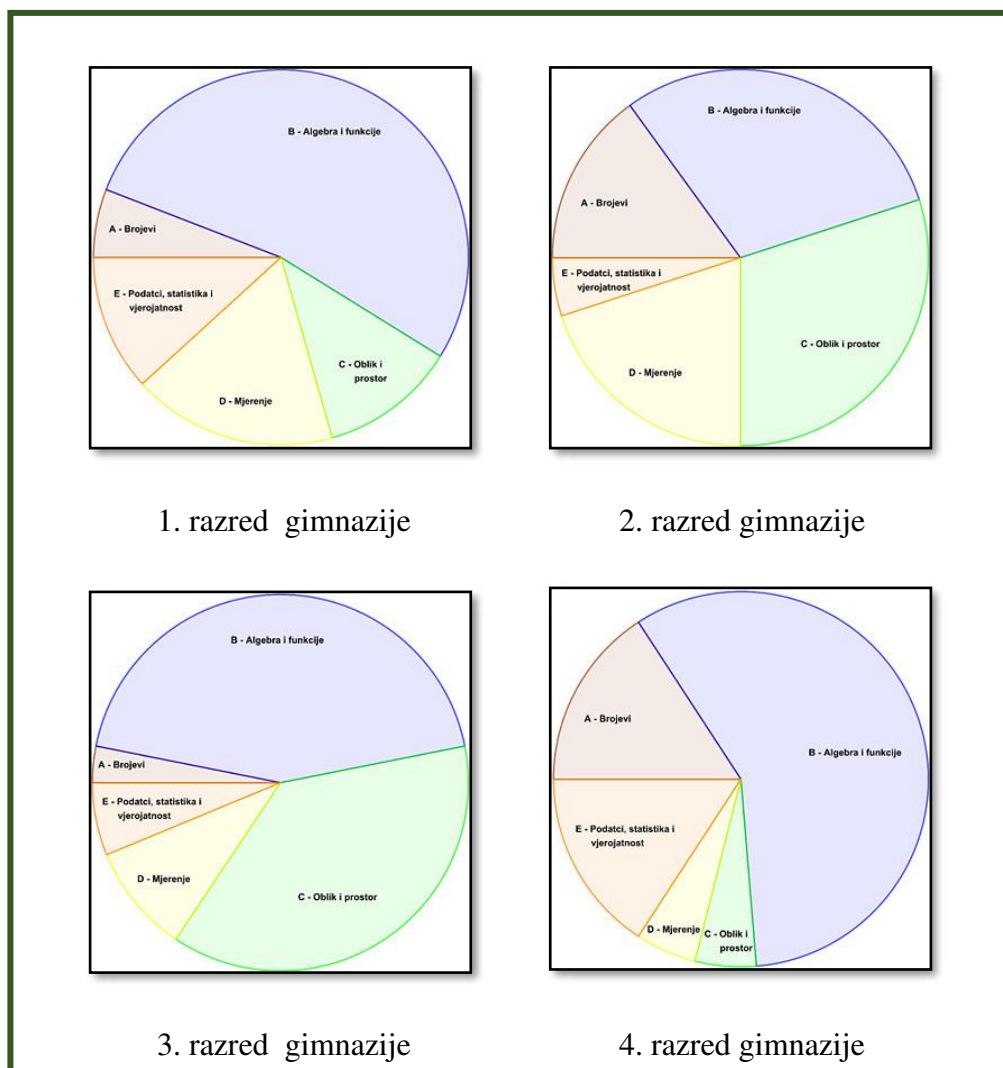 B - Algebra i funkcije
A - Brojevi
E - Podatci, statistika i
vjerojatnost
C - Oblik i
prostor
D - Mjerenje
1. razred gimnazije
B - Algebra i funkcije
A - Brojevi
E - Podatci, statistika i
vjerojatnost
C - Oblik i prostor
D - Mjerenje
2. razred gimnazije
B - Algebra i funkcije
A - Brojevi
E - Podatci, statistika i
vjerojatnost
D - Mjerenje
C - Oblik i prostor
3. razred gimnazije
A - Brojevi
B - Algebra i funkcije
E - Podatci, statistika i
vjerojatnost
D - Mjerenje
C - Oblik i
prostor
4. razred gimnazije